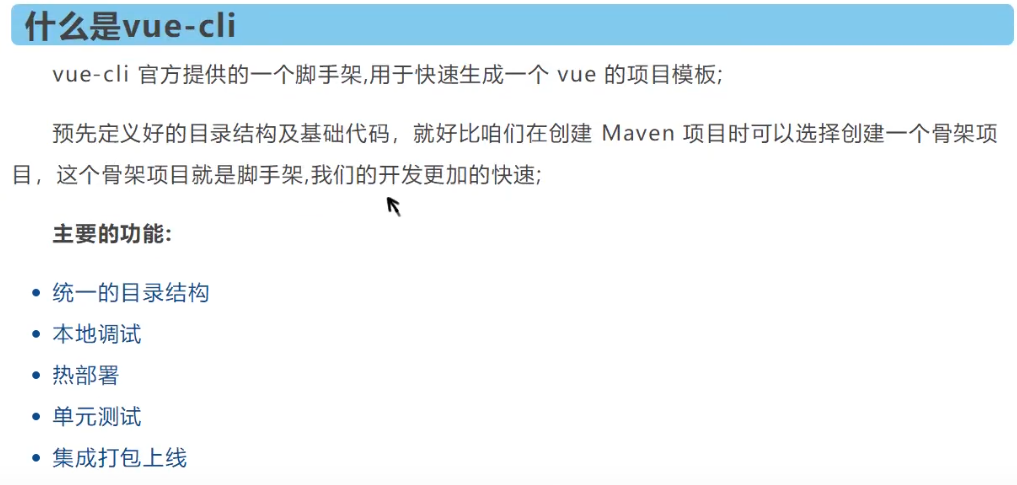 什么是vue-cli
vue-cli 官方提供的一个脚手架,用于快速生成一个 vue 的项目模板;
预先定义好的目录结构及基础代码，就好比咱们在创建 Maven 项目时可以选择创建一个骨架项
目，这个骨架项目就是脚手架,我们的开发更加的快速;
主要的功能:
• 统一的目录结构
• 本地调试
• 热部署
• 单元测试
• 集成打包上线